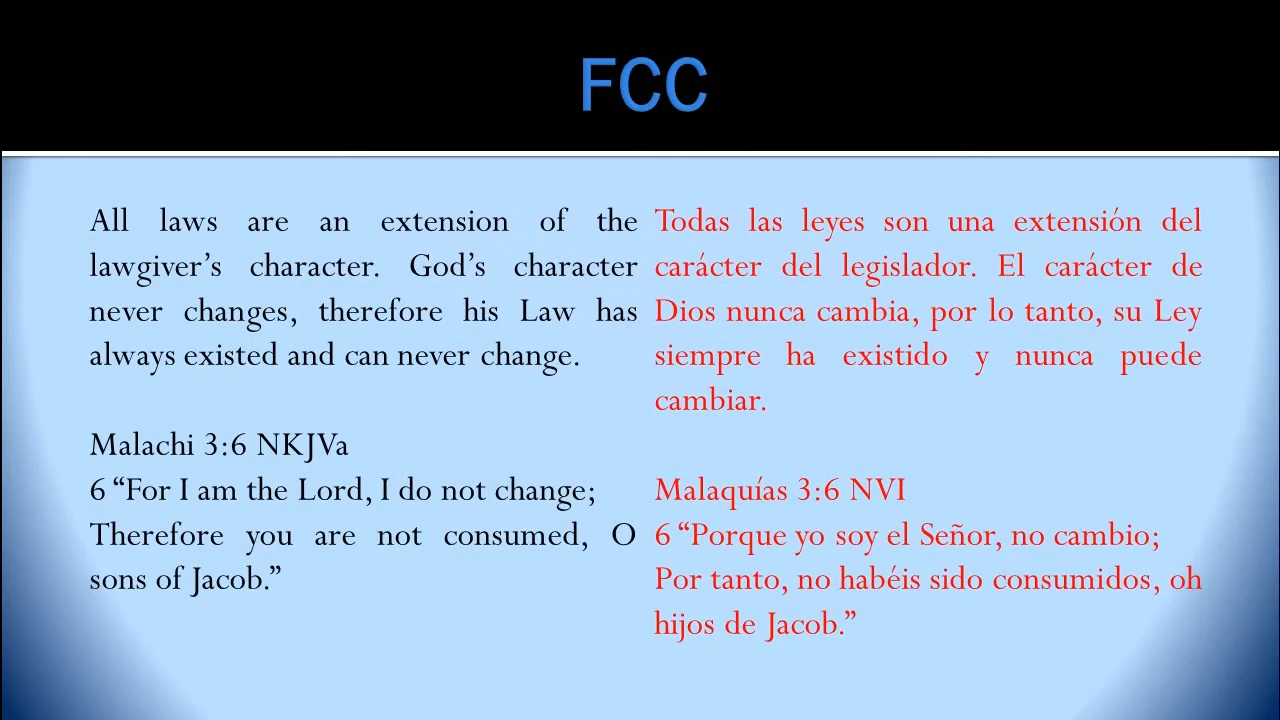 FCC
All laws are an extension of the
lawgiver’s character. God’s character
never changes, therefore his Law has
always existed and can never change.
Malachi 3:6 NKJVa
6 “For I am the Lord, I do not change;
Therefore you are not consumed, O
sons of Jacob.”
Todas las leyes son una extensión del
carácter del legislador. El carácter de
Dios nunca cambia, por lo tanto, su Ley
siempre ha existido y nunca puede
cambiar.
Malaquías 3:6 NVI
6 “Porque yo soy el Señor, no cambio;
Por tanto, no habéis sido consumidos, oh
hijos de Jacob.”